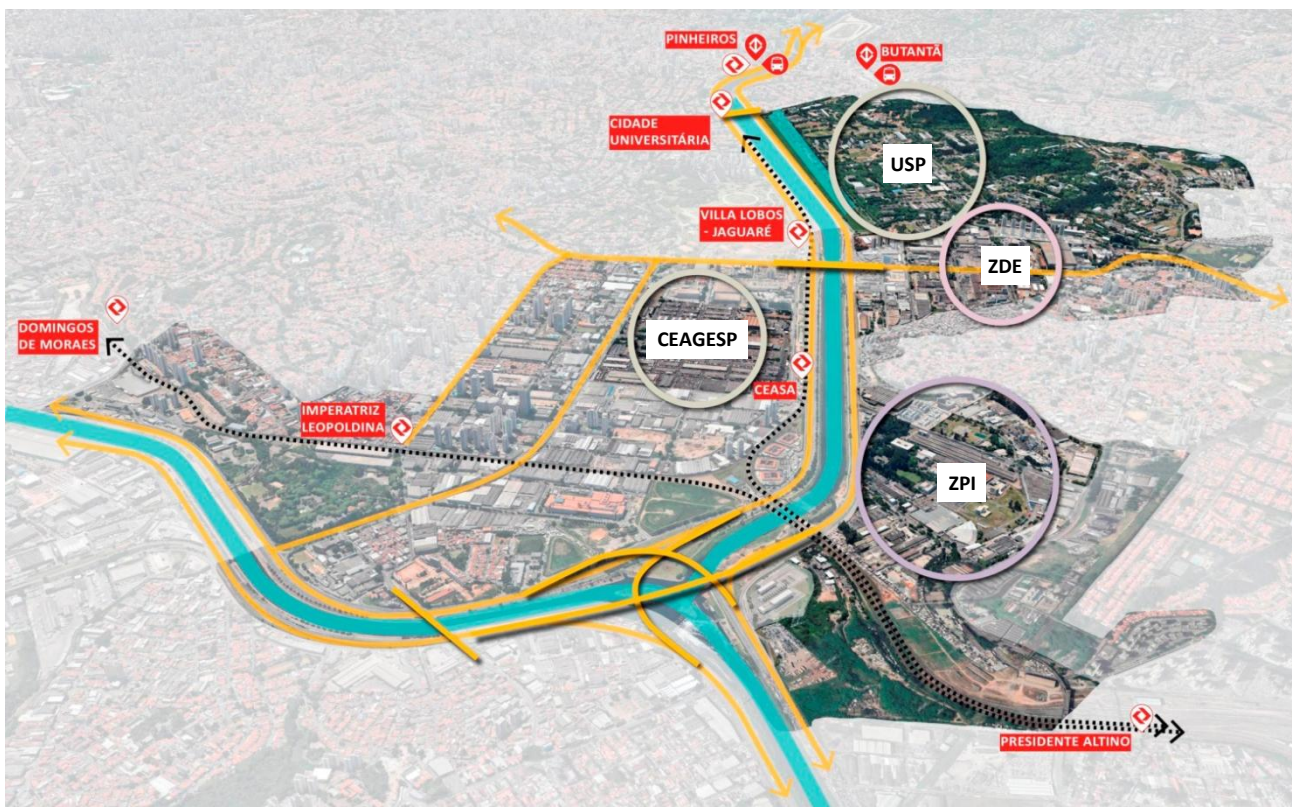 PINHEIROS
BUTANTÃ
CIDADE
UNIVERSITÁRIA
USP
VILLA LOBOS
- JAGUARÉ
ZDE
DOMINGOS
DE MORAES
CEAGESP
CEASA
IMPERATRIZ
LEOPOLDINA
ZPI
PRESIDENTE ALTINO